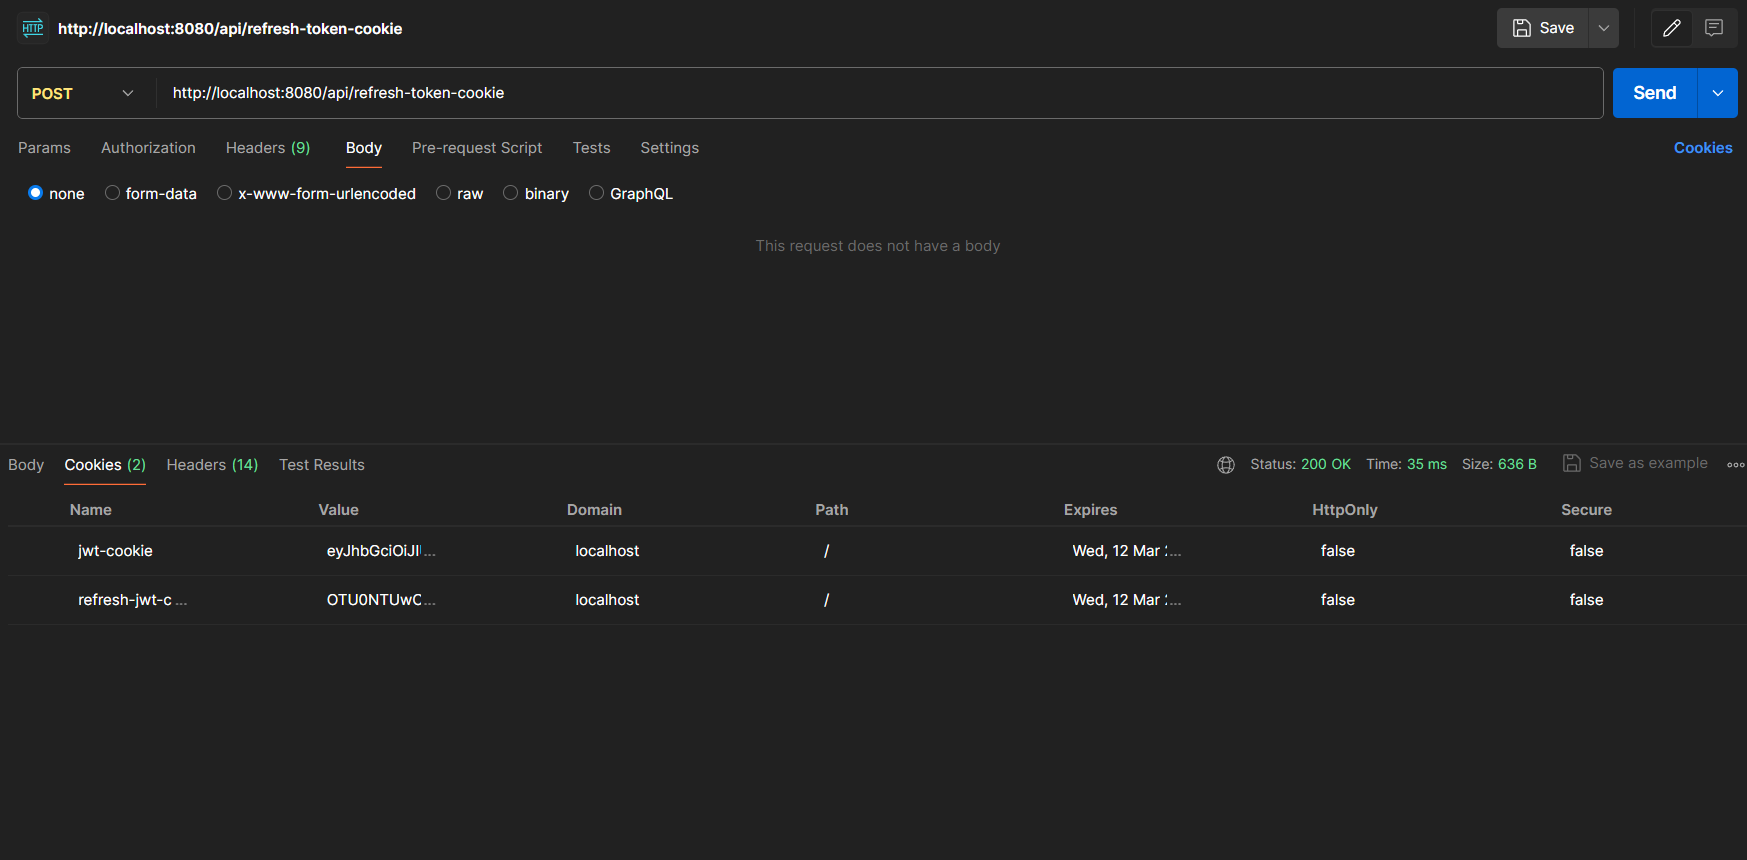 HTTP http://localhost:8080/api/refresh-token-cookie Save
POST http://localhost:8080/api/refresh-token-cookie Send
Params Authorization Headers (9) Body Pre-request Script Tests Settings Cookies
none form-data x-www-form-urlencoded raw binary GraphQL
This request does not have a body
Body Cookies (2) Headers (14) Test Results Status: 200 OK Time: 35 ms Size: 636 B Save as example
Name Value Domain Path Expires HttpOnly Secure
jwt-cookie eyJhbGciOiJI... localhost / Wed, 12 Mar ... false false
refresh-jwt-c... OTU0NTUwC... localhost / Wed, 12 Mar ... false false